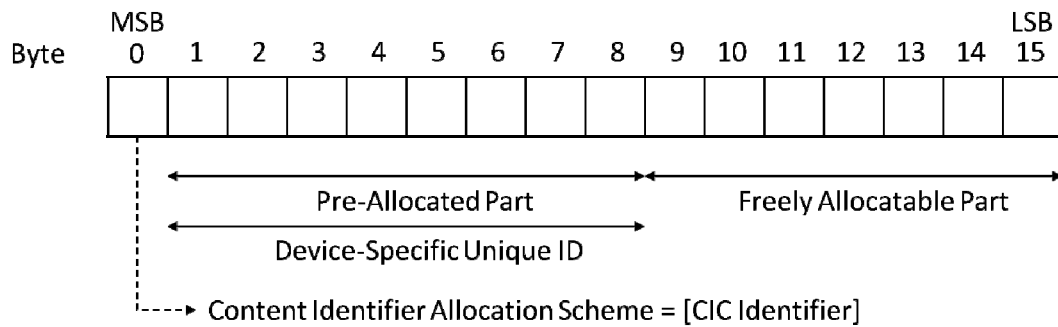 MSB LSB
Byte 0 1 2 3 4 5 6 7 8 9 10 11 12 13 14 15
Pre-Allocated Part Freely Allocatable Part
Device-Specific Unique ID
Content Identifier Allocation Scheme = [CIC Identifier]